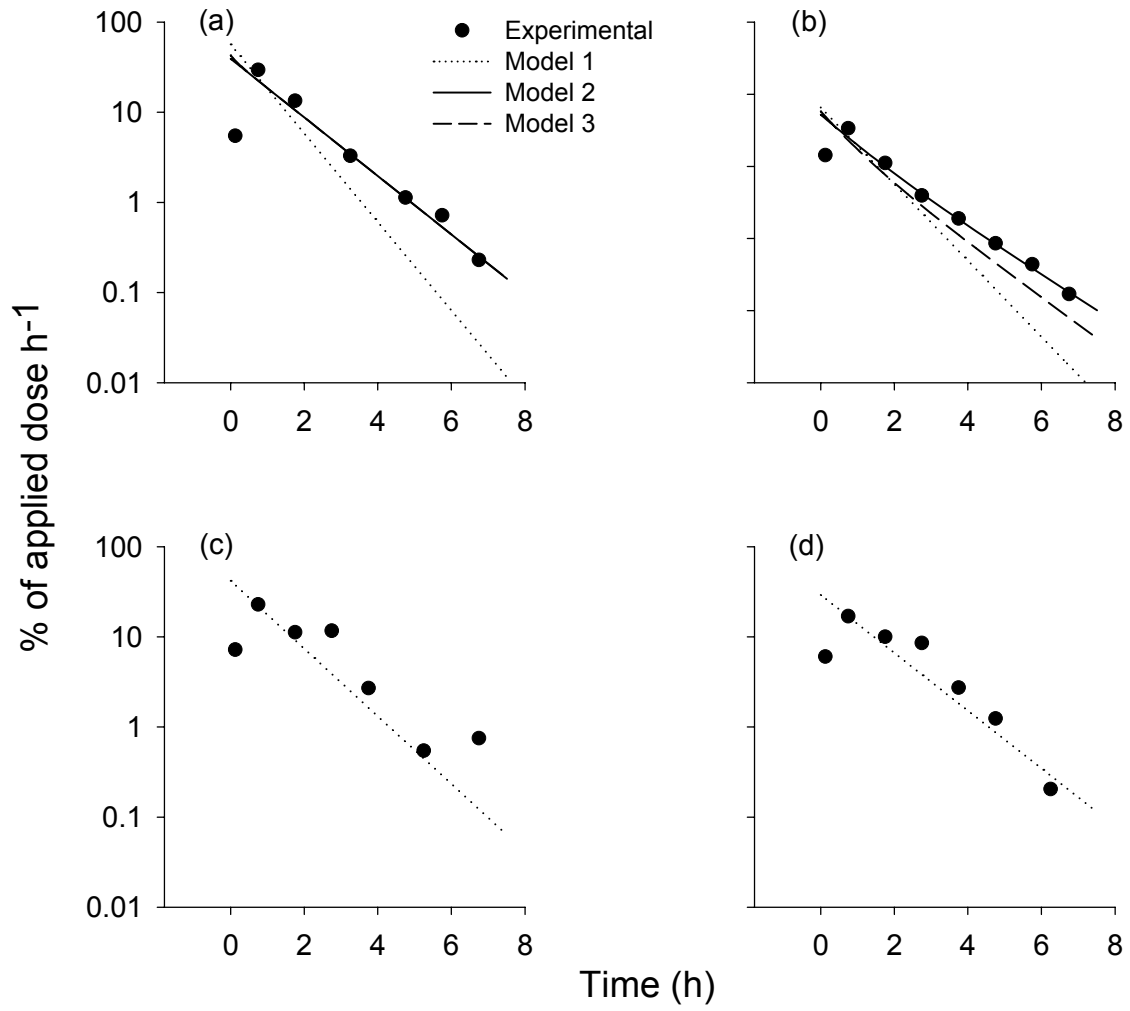 (a)
(b)
Experimental
Model 1
Model 2
Model 3
100
10
1
0.1
0.01
0 2 4 6 8
0 2 4 6 8
% of applied dose h-1
(c)
(d)
100
10
1
0.1
0.01
0 2 4 6 8
0 2 4 6 8
Time (h)